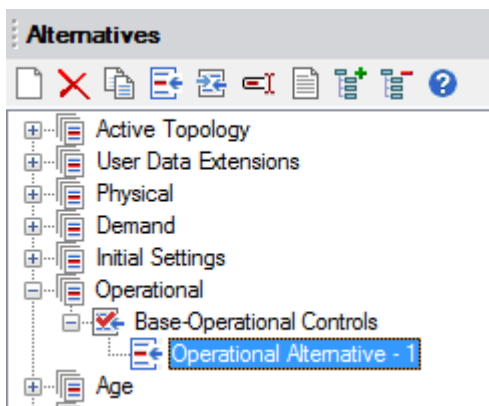 Alternatives
Active Topology
User Data Extensions
Physical
Demand
Initial Settings
Operational
Base-Operational Controls
Operational Alternative - 1
Age